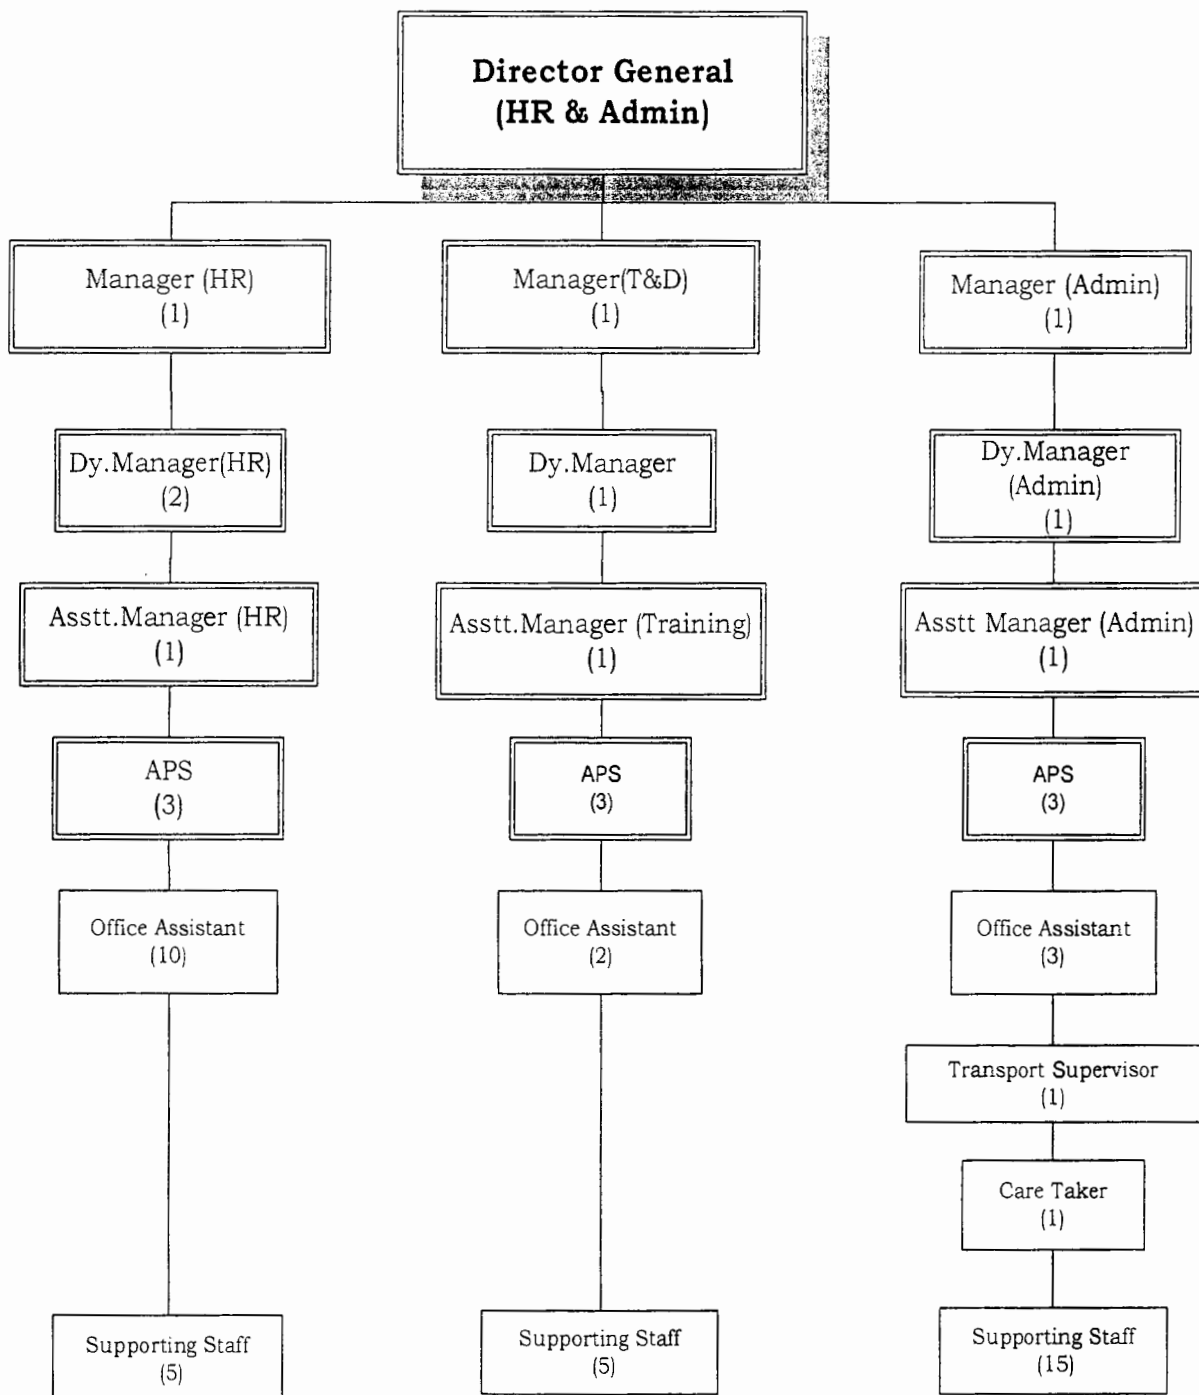 Director General
(HR & Admin)
Manager (HR)
(1)
Manager(T&D)
(1)
Manager (Admin)
(1)
Dy.Manager(HR)
(2)
Dy.Manager
(1)
Dy.Manager
(Admin)
(1)
Asstt.Manager (HR)
(1)
Asstt.Manager (Training)
(1)
Asstt Manager (Admin)
(1)
APS
(3)
APS
(3)
APS
(3)
Office Assistant
(10)
Office Assistant
(2)
Office Assistant
(3)
Transport Supervisor
(1)
Care Taker
(1)
Supporting Staff
(5)
Supporting Staff
(5)
Supporting Staff
(15)